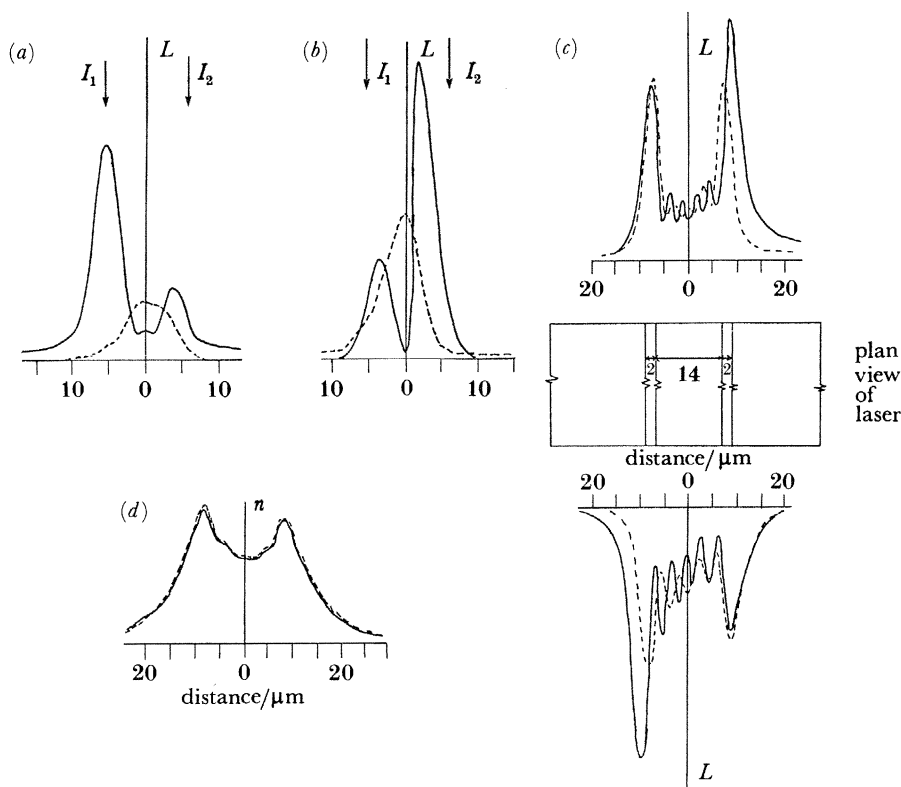 (a)
L
I₁
I₂
10 0 10
(b)
L
I₁
I₂
10 0 10
(c)
L
20 0 20
2 14 2
plan
view
of
laser
distance/μm
20 0 20
L
(d)
n
20 0 20
distance/μm